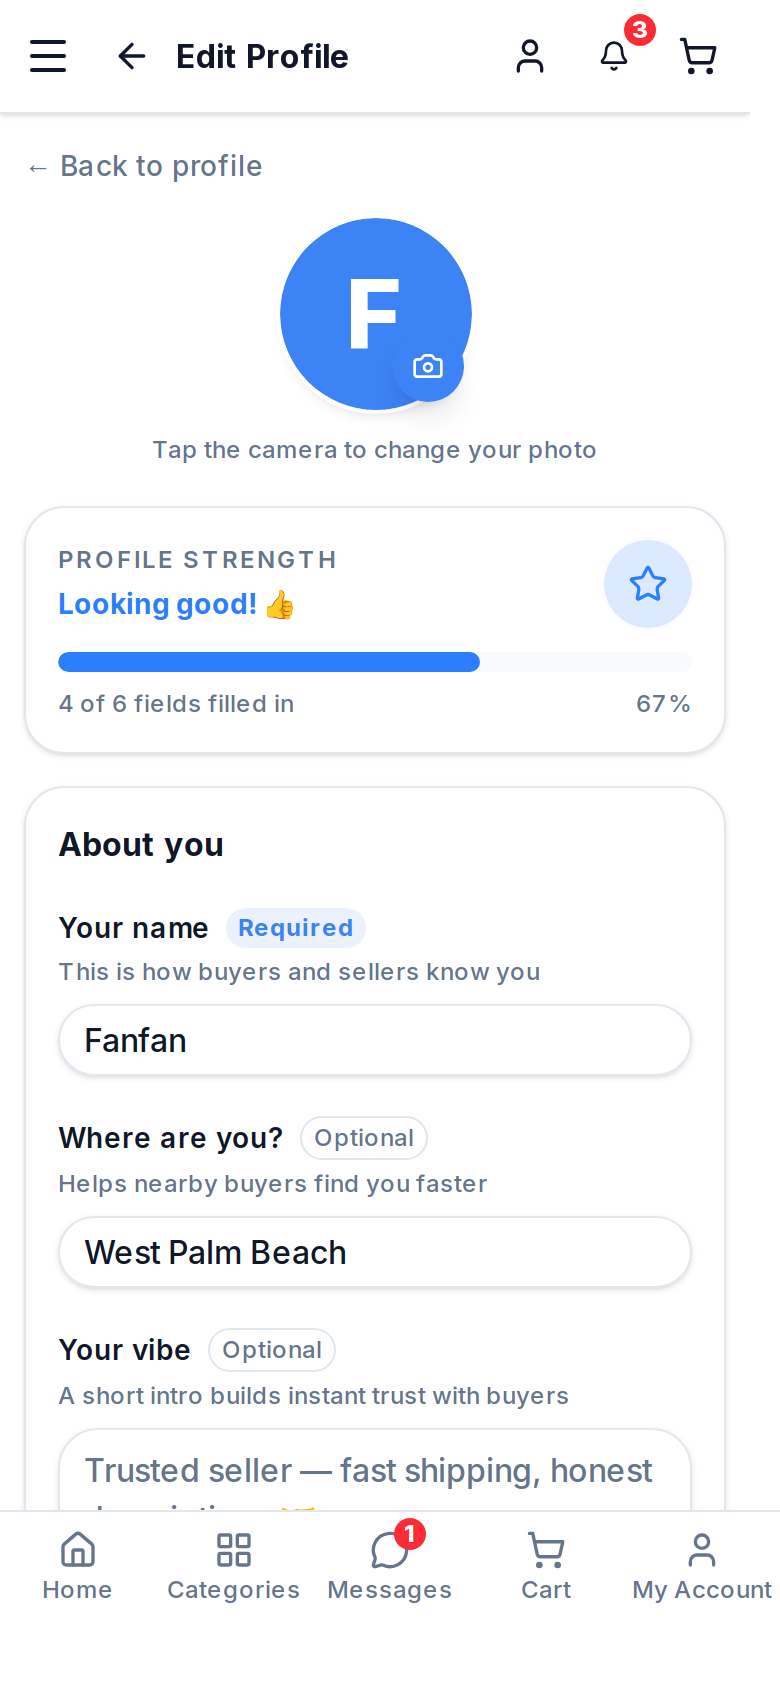 Edit Profile
3
← Back to profile
F
Tap the camera to change your photo
PROFILE STRENGTH
Looking good! 👍
4 of 6 fields filled in
67%
About you
Your name
Required
This is how buyers and sellers know you
Fanfan
Where are you?
Optional
Helps nearby buyers find you faster
West Palm Beach
Your vibe
Optional
A short intro builds instant trust with buyers
Trusted seller — fast shipping, honest
1
Home
Categories
Messages
Cart
My Account